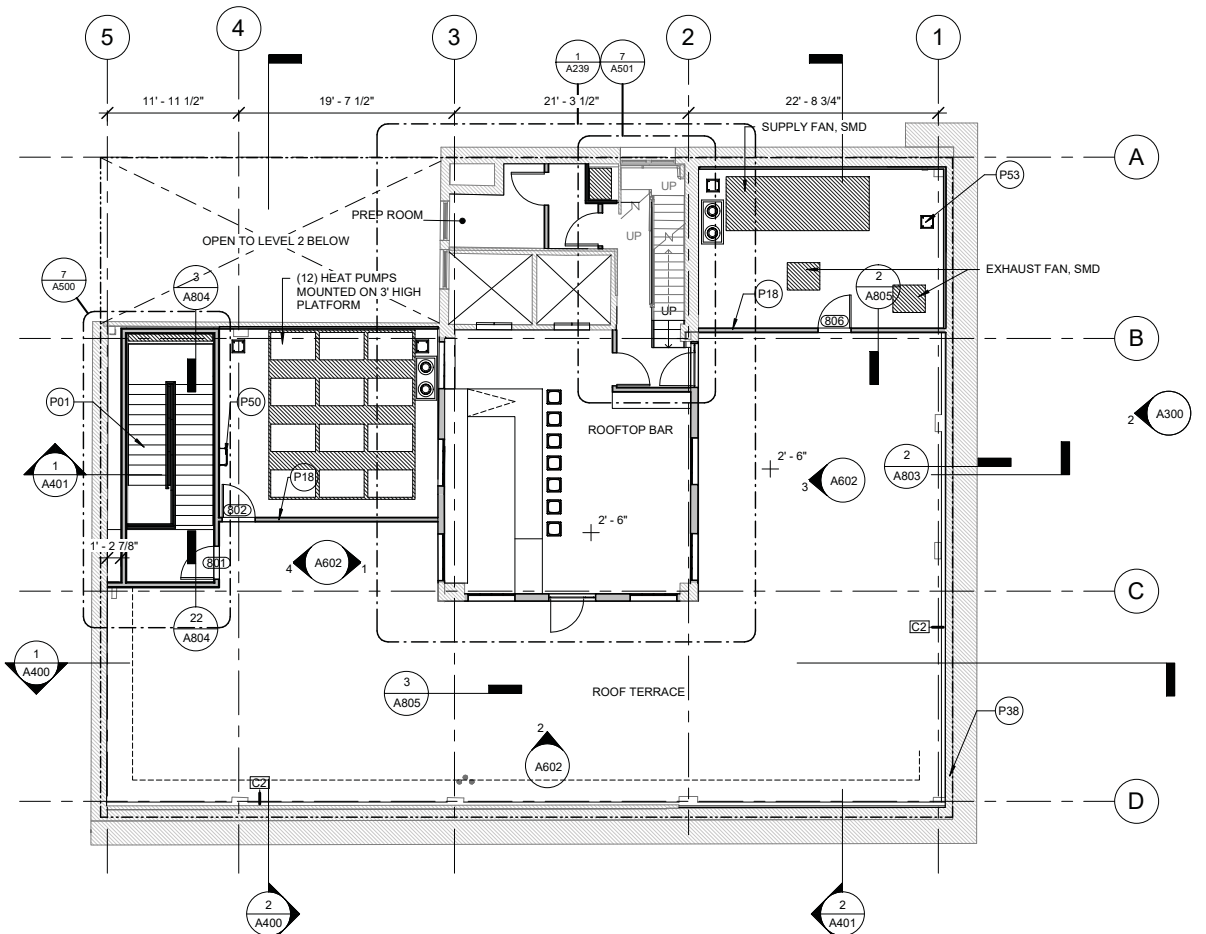 5
4
3
2
1
1
A239
7
A501
11' - 11 1/2"
19' - 7 1/2"
21' - 3 1/2"
22' - 8 3/4"
SUPPLY FAN, SMD
A
P53
UP
PREP ROOM
UP
OPEN TO LEVEL 2 BELOW
7
A500
3
A804
(12) HEAT PUMPS
MOUNTED ON 3' HIGH
PLATFORM
EXHAUST FAN, SMD
2
A805
P18
UP
806
B
P01
P50
2
A300
ROOFTOP BAR
1
A401
P18
2' - 6"
3
A602
2
A803
802
2' - 6"
1' - 2 7/8"
801
4
A602
1
C
22
A804
C2
1
A400
3
A805
ROOF TERRACE
P38
2
A602
C2
D
2
A400
2
A401